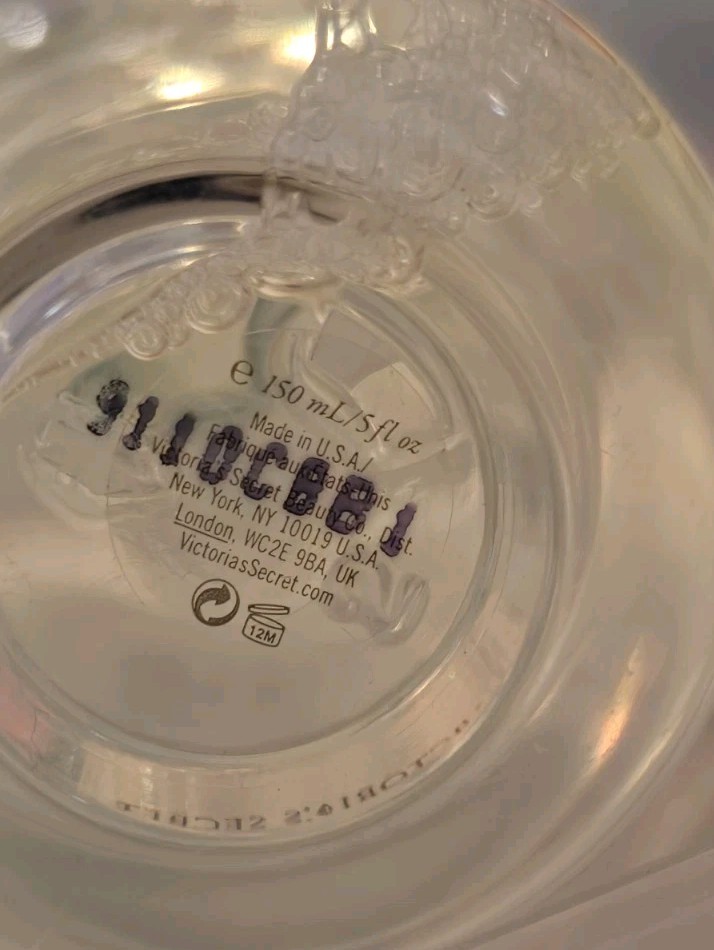 e 150 mL/5 fl oz
Made in U.S.A./
Fabriqué aux États-Unis
Victoria's Secret Beauty Co., Dist.
New York, NY 10019 U.S.A.
London, WC2E 9BA, UK
VictoriasSecret.com
12M
VICTORIA'S SECRET